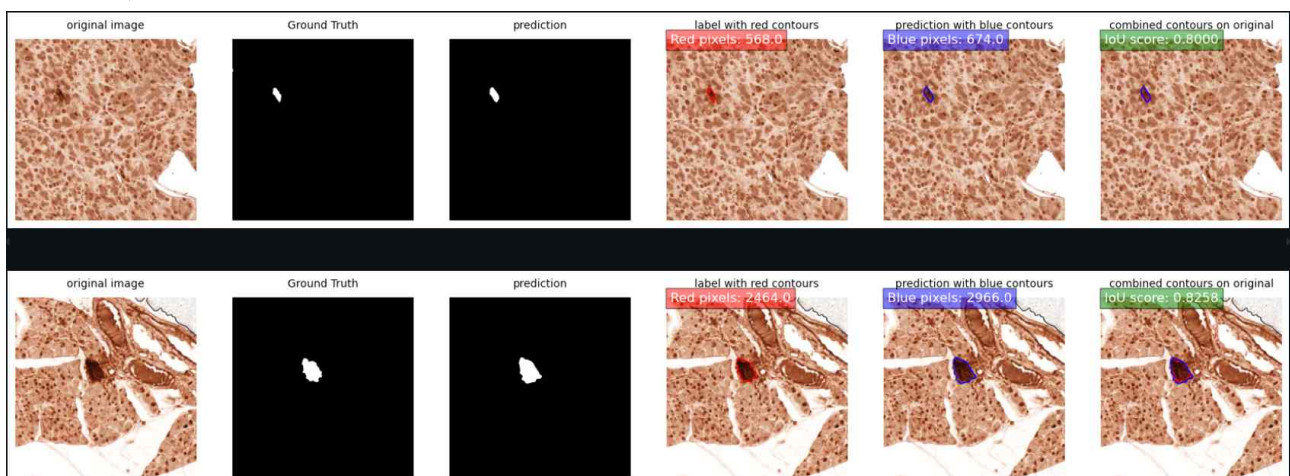 original image
Ground Truth
prediction
label with red contours
prediction with blue contours
combined contours on original
Red pixels: 568.0
Blue pixels: 674.0
IoU score: 0.8000
original image
Ground Truth
prediction
label with red contours
prediction with blue contours
combined contours on original
Red pixels: 2464.0
Blue pixels: 2966.0
IoU score: 0.8258